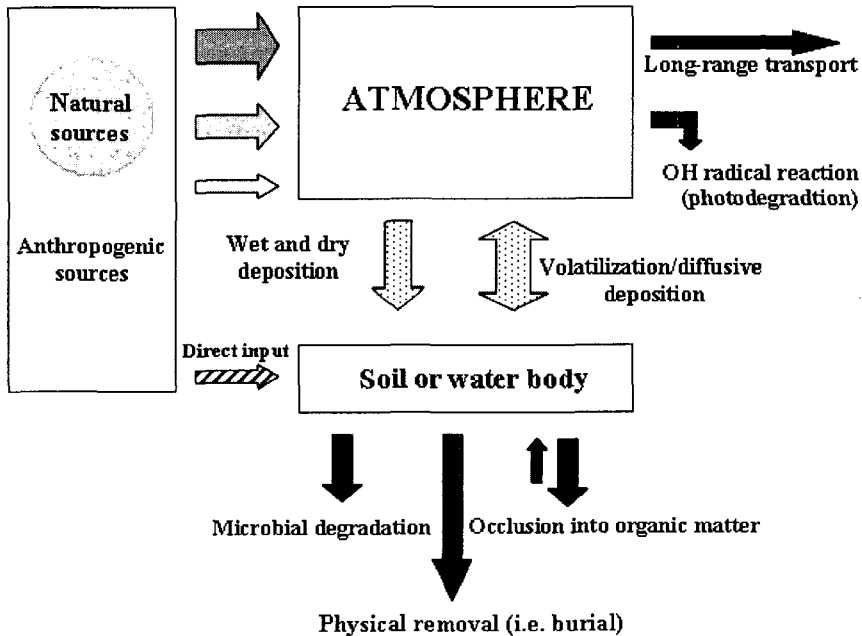 Natural
sources
Anthropogenic
sources
ATMOSPHERE
Long-range transport
OH radical reaction
(photodegradtion)
Wet and dry
deposition
Volatilization/diffusive
deposition
Direct input
Soil or water body
Microbial degradation
Occlusion into organic matter
Physical removal (i.e. burial)